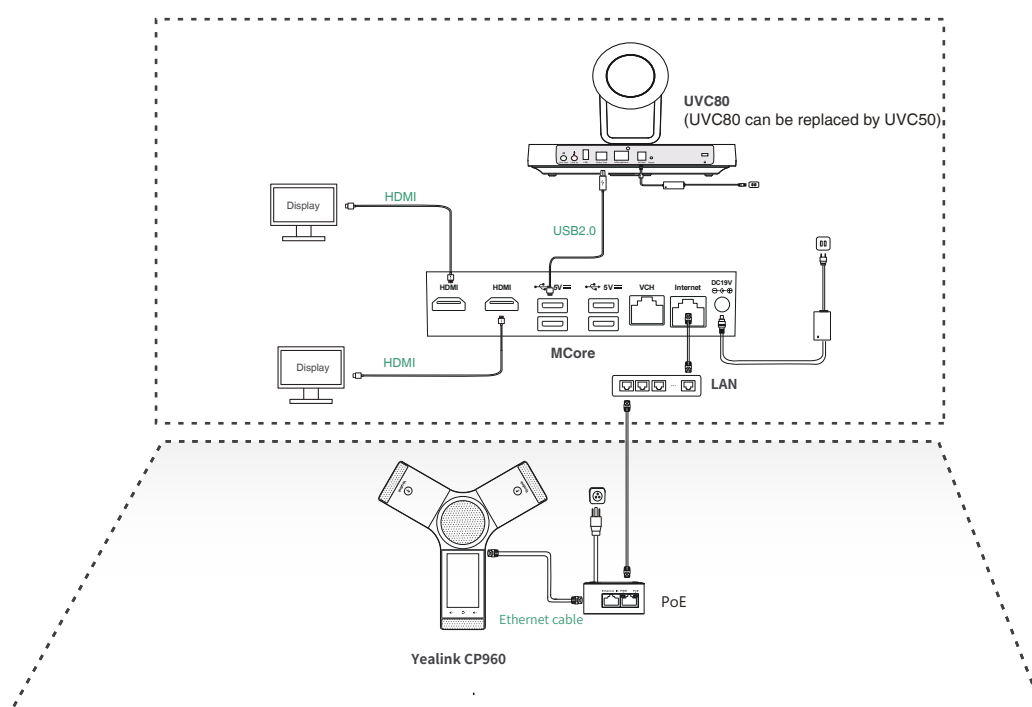 UVC80
(UVC80 can be replaced by UVC50)
Display
HDMI
USB2.0
HDMI
HDMI
5V
5V
VCH
Internet
DC19V
MCore
Display
HDMI
LAN
PoE
Ethernet cable
Yealink CP960